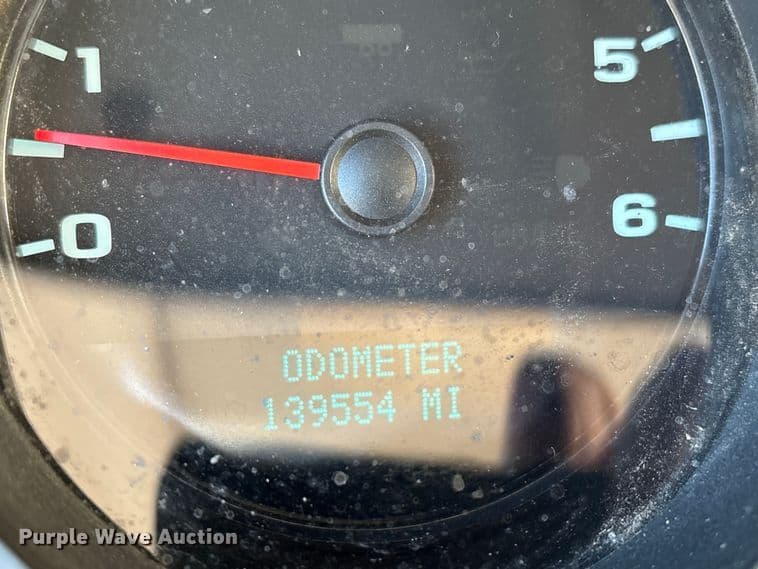 1
5
0
6
ODOMETER
139554 MI
Purple Wave Auction®